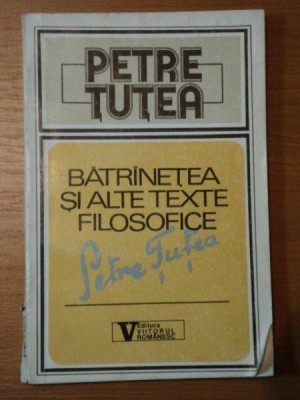 PETRE
ȚUȚEA
BĂTRÎNEȚEA
ȘI ALTE TEXTE
FILOSOFICE
Petre Țuțea
Editura
VIITORUL
ROMÂNESC